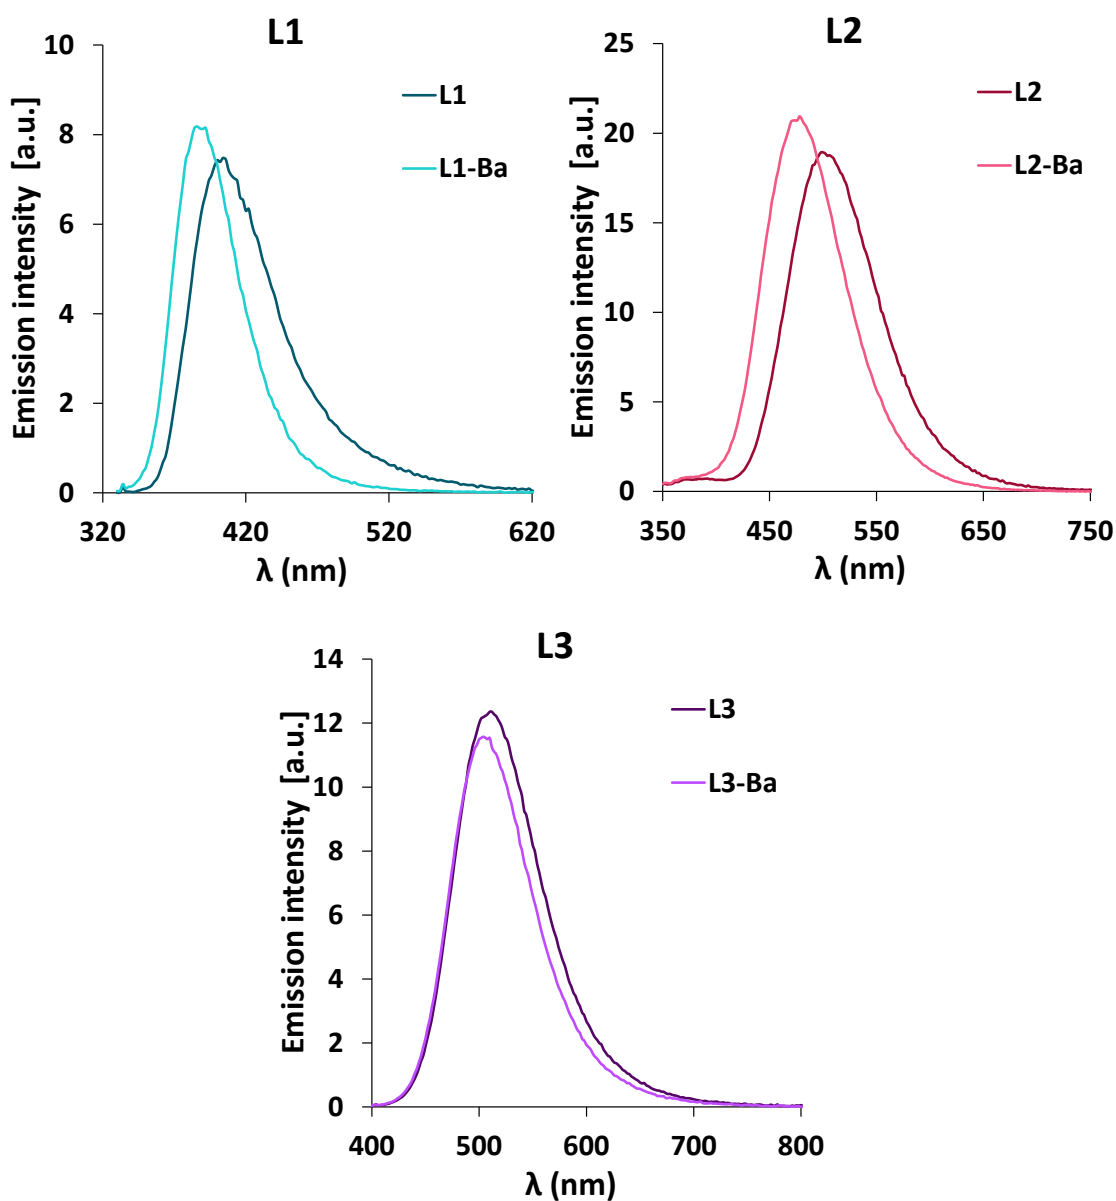 L1
Emission intensity [a.u.]
10
8
6
4
2
0
320
420
520
620
λ (nm)
L1
L1-Ba
L2
Emission intensity [a.u.]
25
20
15
10
5
0
350
450
550
650
750
λ (nm)
L2
L2-Ba
L3
Emission intensity [a.u.]
14
12
10
8
6
4
2
0
400
500
600
700
800
λ (nm)
L3
L3-Ba